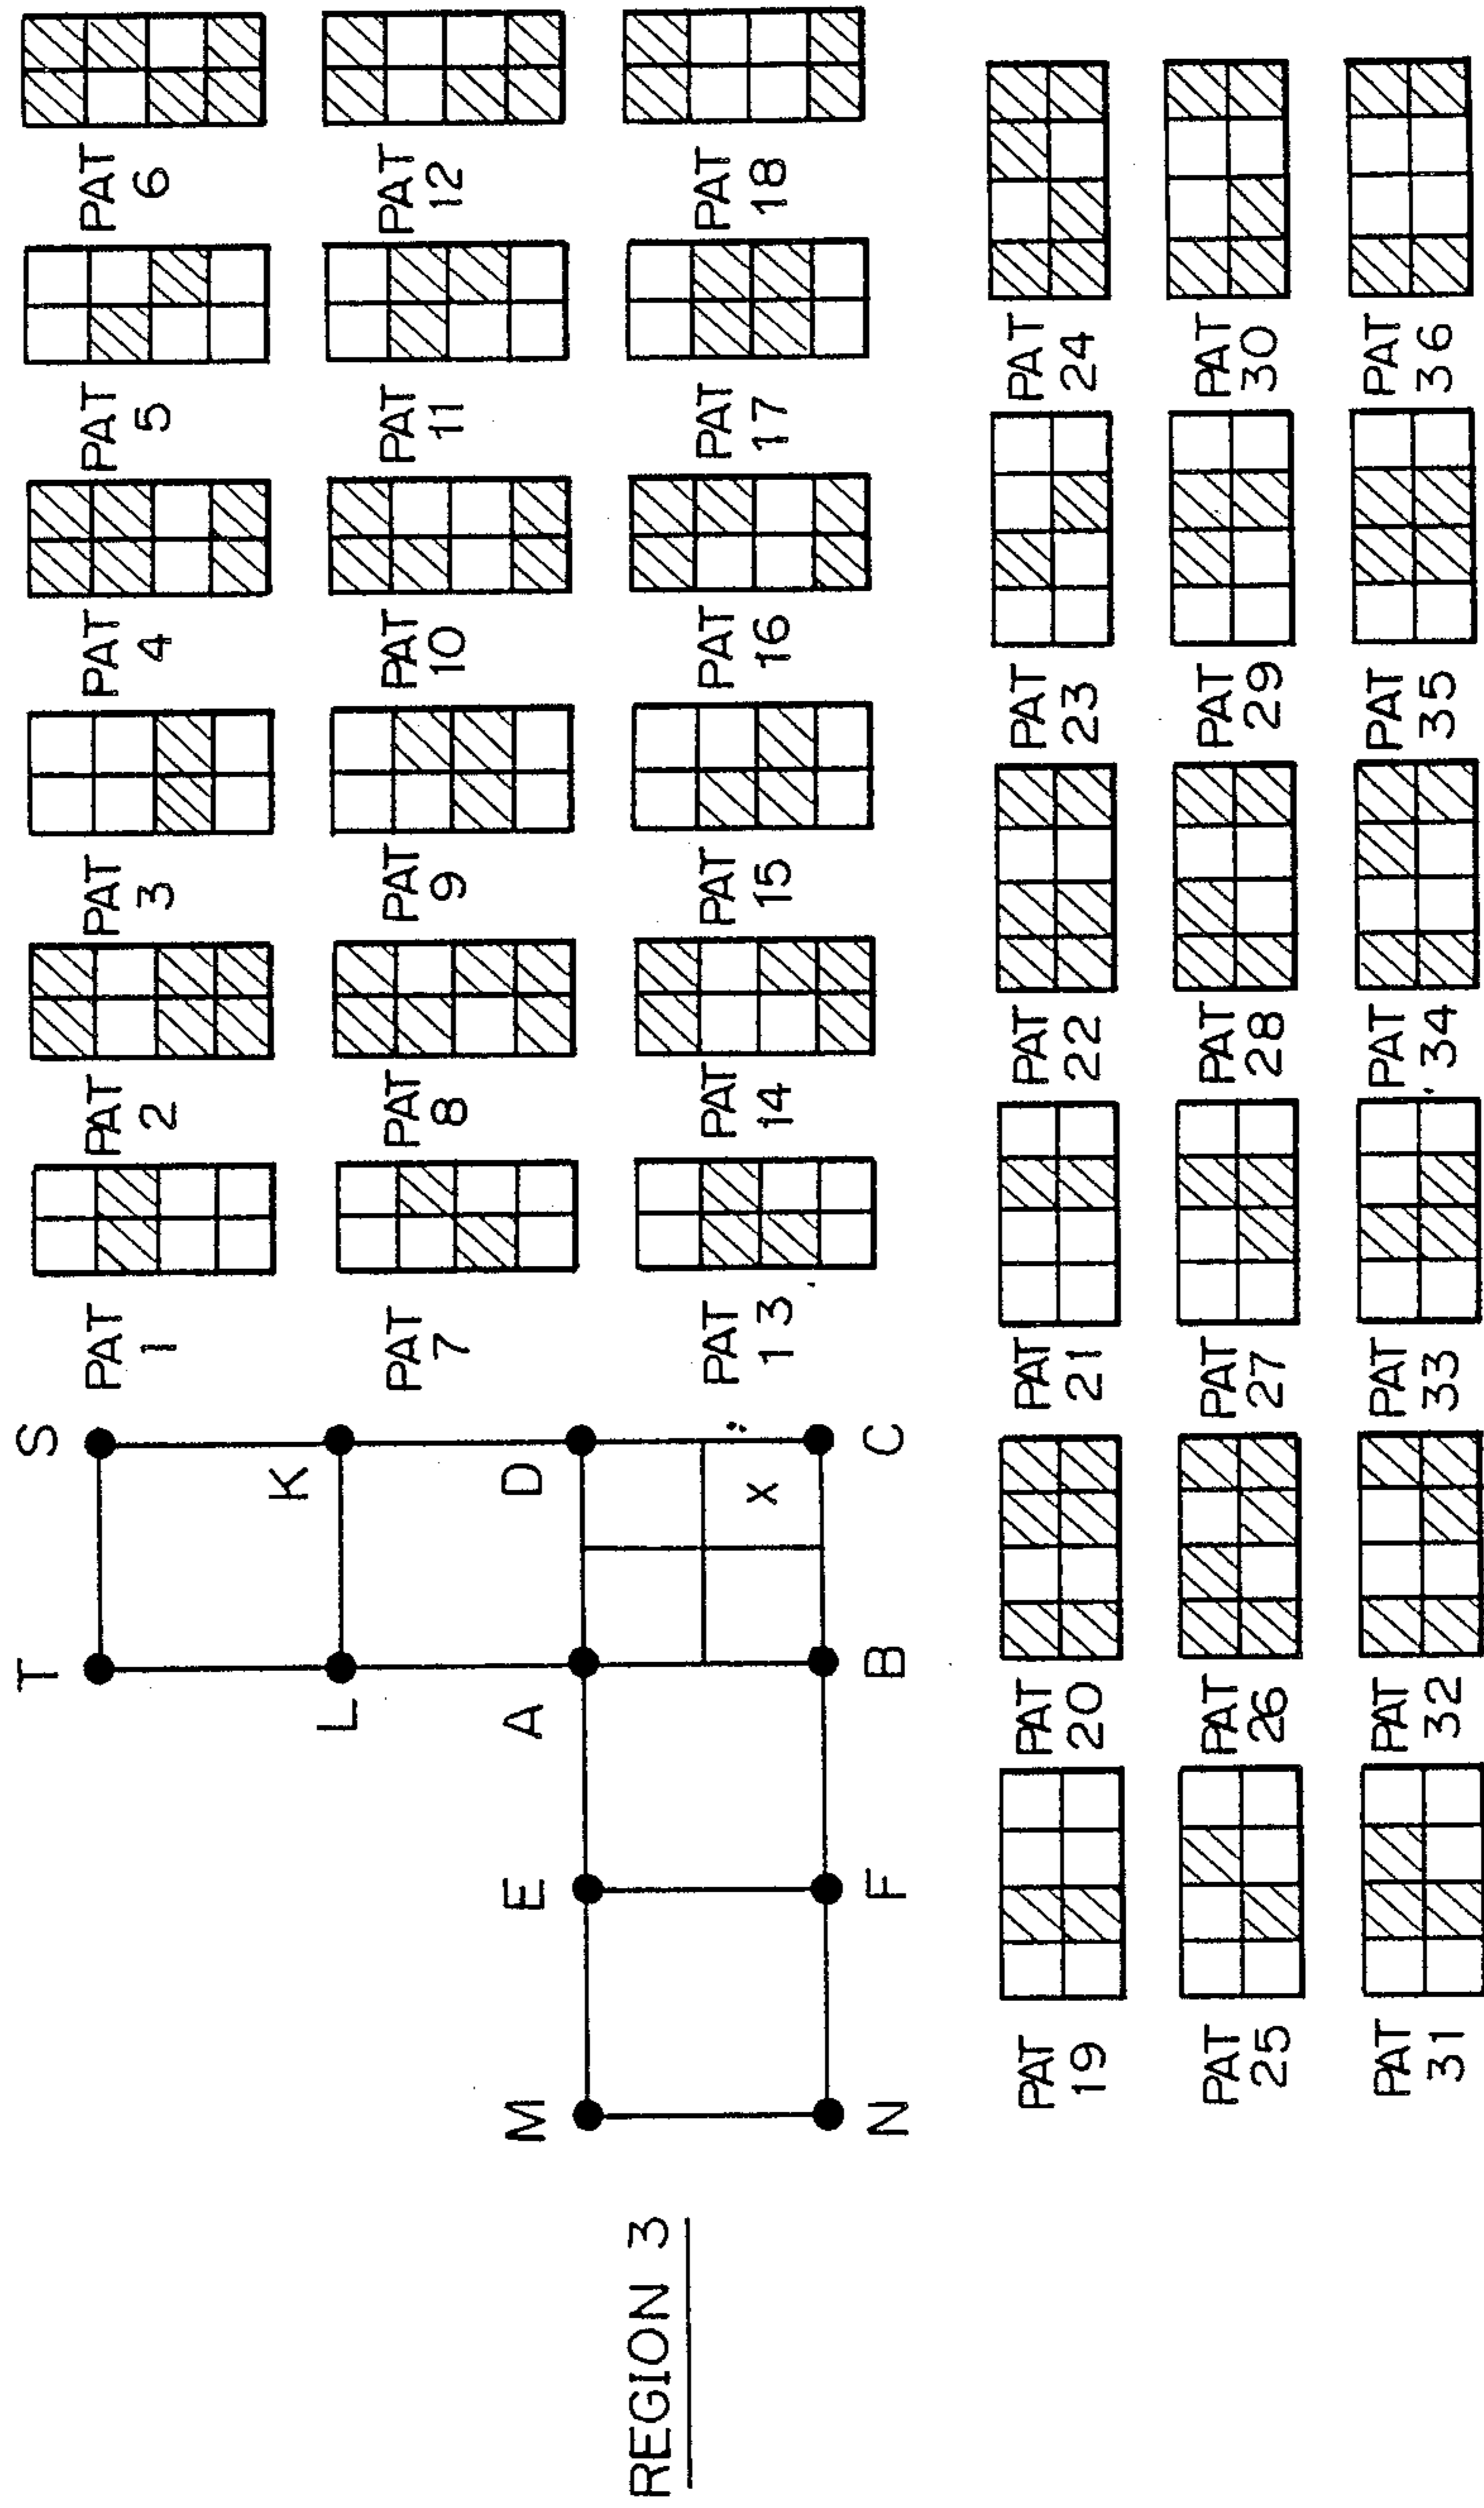 REGION 3
T S
L K
M E A D
X
N F B C
PAT 1
PAT 2
PAT 3
PAT 4
PAT 5
PAT 6
PAT 7
PAT 8
PAT 9
PAT 10
PAT 11
PAT 12
PAT 13
PAT 14
PAT 15
PAT 16
PAT 17
PAT 18
PAT 19
PAT 20
PAT 21
PAT 22
PAT 23
PAT 24
PAT 25
PAT 26
PAT 27
PAT 28
PAT 29
PAT 30
PAT 31
PAT 32
PAT 33
PAT 34
PAT 35
PAT 36